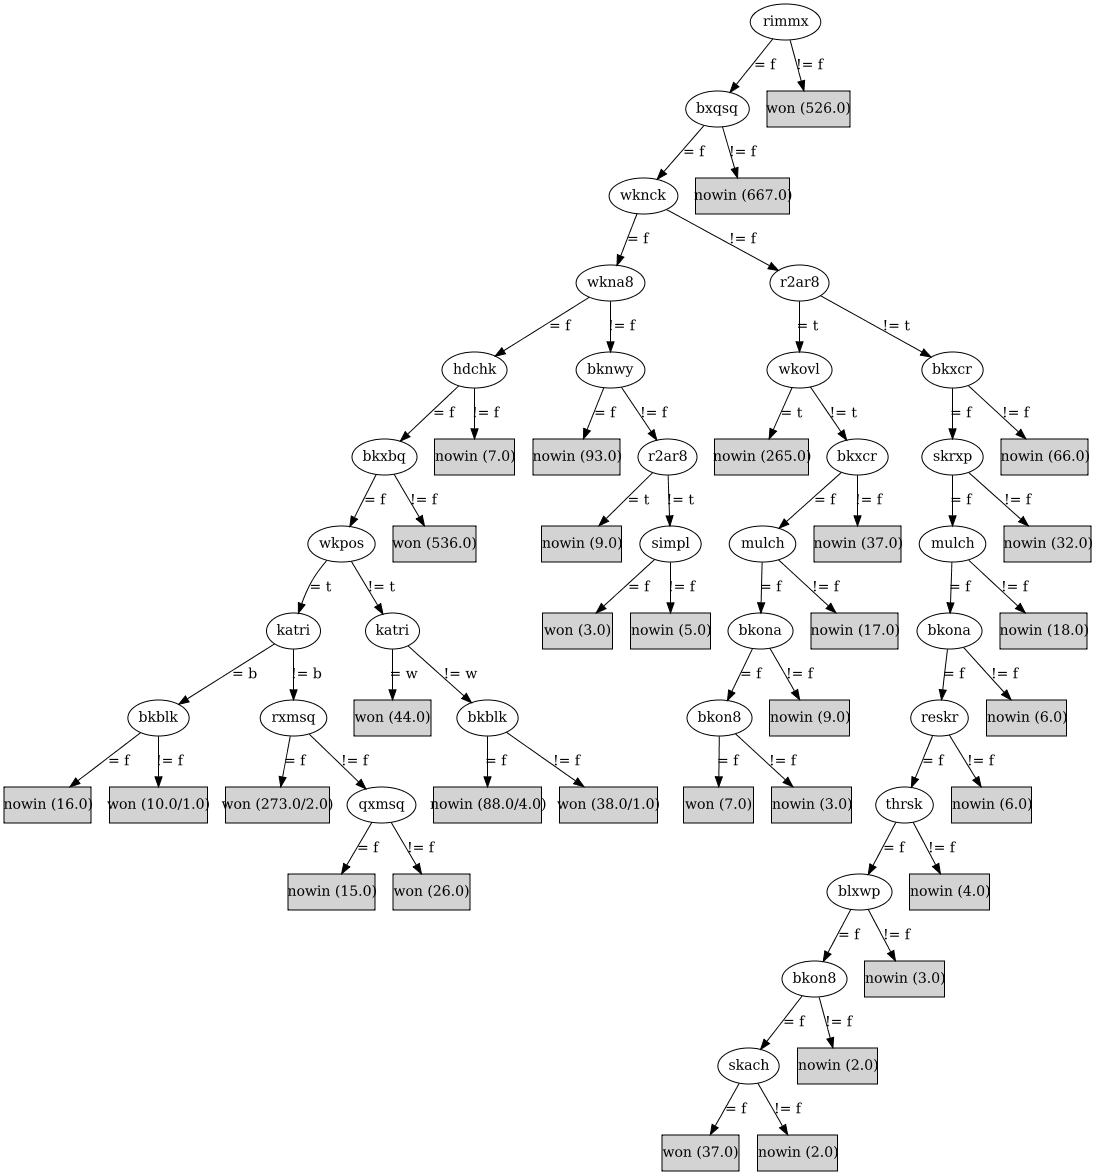 rimmx
= f
!= f
bxqsq
won (526.0)
= f
!= f
wknck
nowin (667.0)
= f
!= f
wkna8
r2ar8
= f
!= f
= t
!= t
hdchk
bknwy
wkovl
bkxcr
= f
!= f
= f
!= f
= t
!= t
= f
!= f
bkxbq
nowin (7.0)
nowin (93.0)
r2ar8
nowin (265.0)
bkxcr
skrxp
nowin (66.0)
= f
!= f
= t
!= t
= f
!= f
= f
!= f
wkpos
won (536.0)
nowin (9.0)
simpl
mulch
nowin (37.0)
mulch
nowin (32.0)
= t
!= t
= f
!= f
= f
!= f
= f
!= f
katri
katri
won (3.0)
nowin (5.0)
bkona
nowin (17.0)
bkona
nowin (18.0)
= b
!= b
= w
!= w
= f
!= f
= f
!= f
bkblk
rxmsq
won (44.0)
bkblk
bkon8
nowin (9.0)
reskr
nowin (6.0)
= f
!= f
= f
!= f
= f
!= f
= f
!= f
= f
!= f
nowin (16.0)
won (10.0/1.0)
won (273.0/2.0)
qxmsq
nowin (88.0/4.0)
won (38.0/1.0)
won (7.0)
nowin (3.0)
thrsk
nowin (6.0)
= f
!= f
= f
!= f
nowin (15.0)
won (26.0)
blxwp
nowin (4.0)
= f
!= f
bkon8
nowin (3.0)
= f
!= f
skach
nowin (2.0)
= f
!= f
won (37.0)
nowin (2.0)